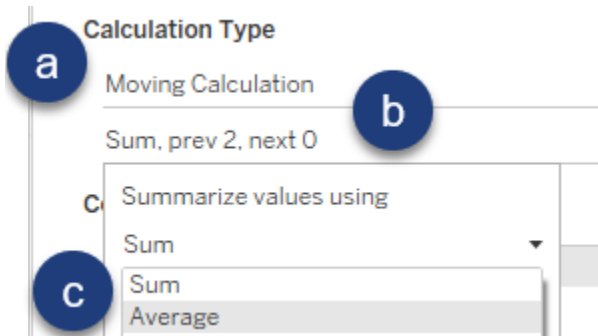 Calculation Type
a
Moving Calculation
b
Sum, prev 2, next 0
Summarize values using
Sum
c
Sum
Average